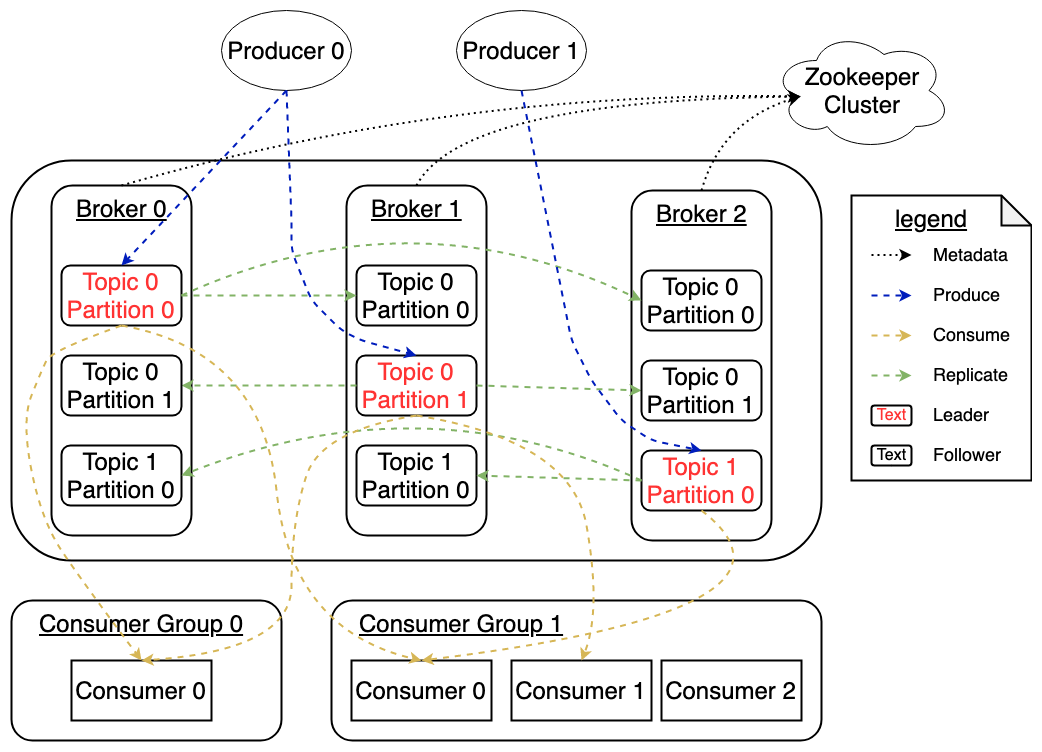 Producer 0
Producer 1
Zookeeper
Cluster
Broker 0
Topic 0
Partition 0
Topic 0
Partition 1
Topic 1
Partition 0
Broker 1
Topic 0
Partition 0
Topic 0
Partition 1
Topic 1
Partition 0
Broker 2
Topic 0
Partition 0
Topic 0
Partition 1
Topic 1
Partition 0
legend
Metadata
Produce
Consume
Replicate
Text Leader
Text Follower
Consumer Group 0
Consumer 0
Consumer Group 1
Consumer 0
Consumer 1
Consumer 2